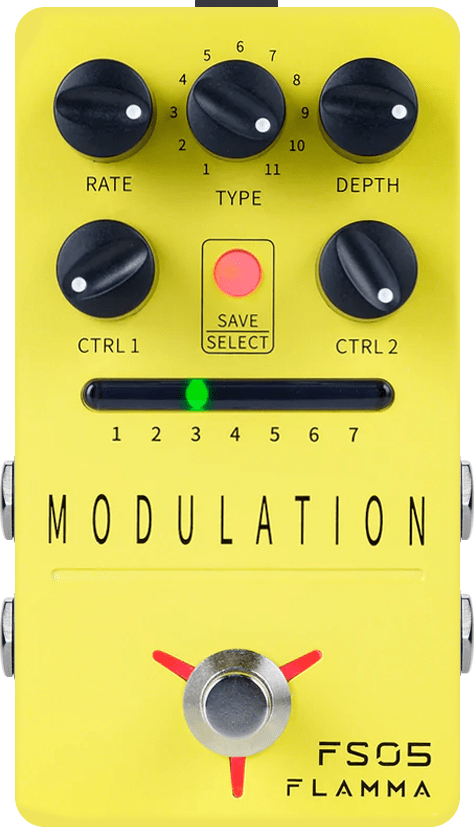 5 6 7
4 8
3 9
2 10
1 11
RATE TYPE DEPTH
CTRL 1 SAVE CTRL 2
SELECT
1 2 3 4 5 6 7
MODULATION
FS05
FLAMMA